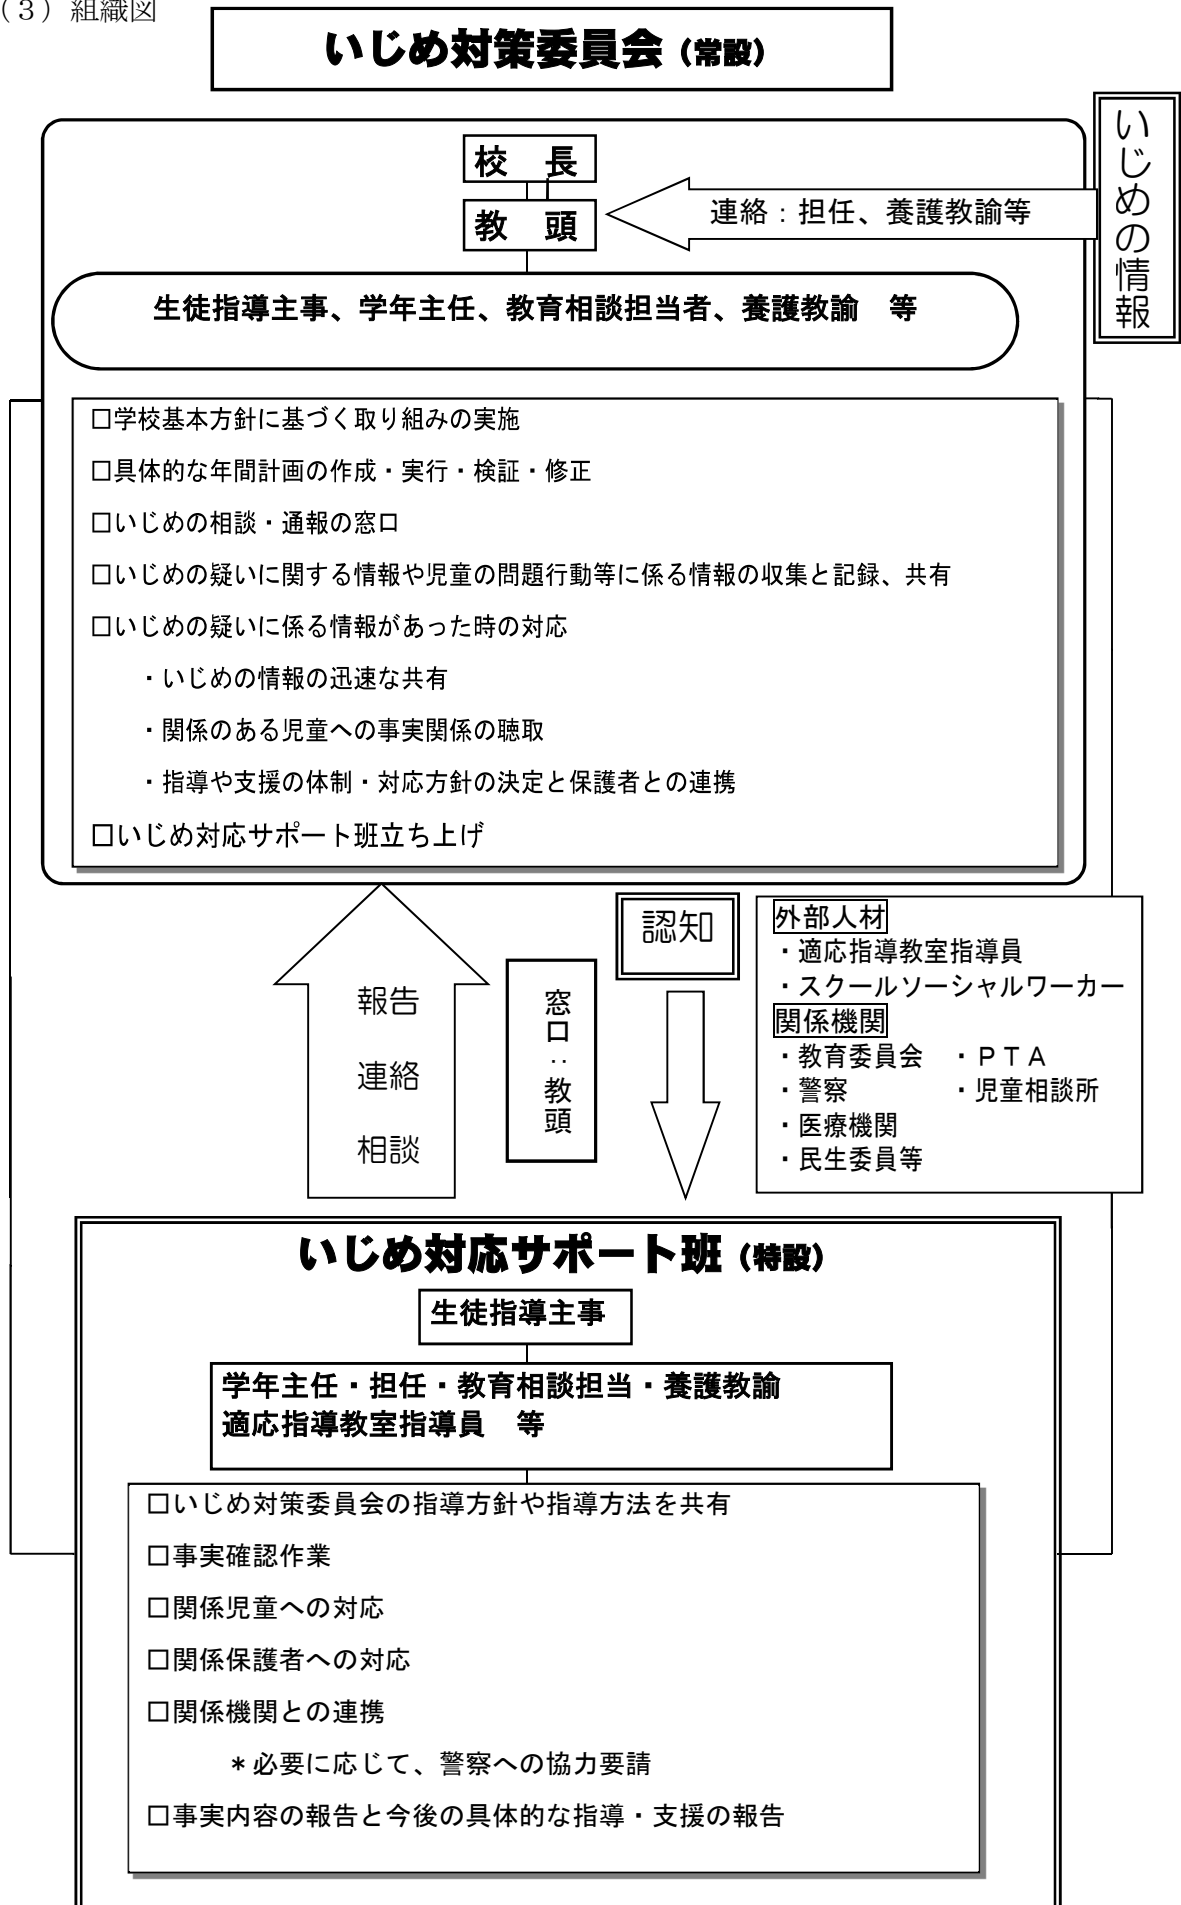 （３）組織図
いじめ対策委員会（常設）
いじめの情報
校　長
教　頭
連絡：担任、養護教諭等
生徒指導主事、学年主任、教育相談担当者、養護教諭　等
□学校基本方針に基づく取り組みの実施
□具体的な年間計画の作成・実行・検証・修正
□いじめの相談・通報の窓口
□いじめの疑いに関する情報や児童の問題行動等に係る情報の収集と記録、共有
□いじめの疑いに係る情報があった時の対応
・いじめの情報の迅速な共有
・関係のある児童への事実関係の聴取
・指導や支援の体制・対応方針の決定と保護者との連携
□いじめ対応サポート班立ち上げ
報告
連絡
相談
窓口：教頭
認知
外部人材
・適応指導教室指導員
・スクールソーシャルワーカー
関係機関
・教育委員会　・ＰＴＡ
・警察　　　　・児童相談所
・医療機関
・民生委員等
いじめ対応サポート班（特設）
生徒指導主事
学年主任・担任・教育相談担当・養護教諭
適応指導教室指導員　等
□いじめ対策委員会の指導方針や指導方法を共有
□事実確認作業
□関係児童への対応
□関係保護者への対応
□関係機関との連携
＊必要に応じて、警察への協力要請
□事実内容の報告と今後の具体的な指導・支援の報告